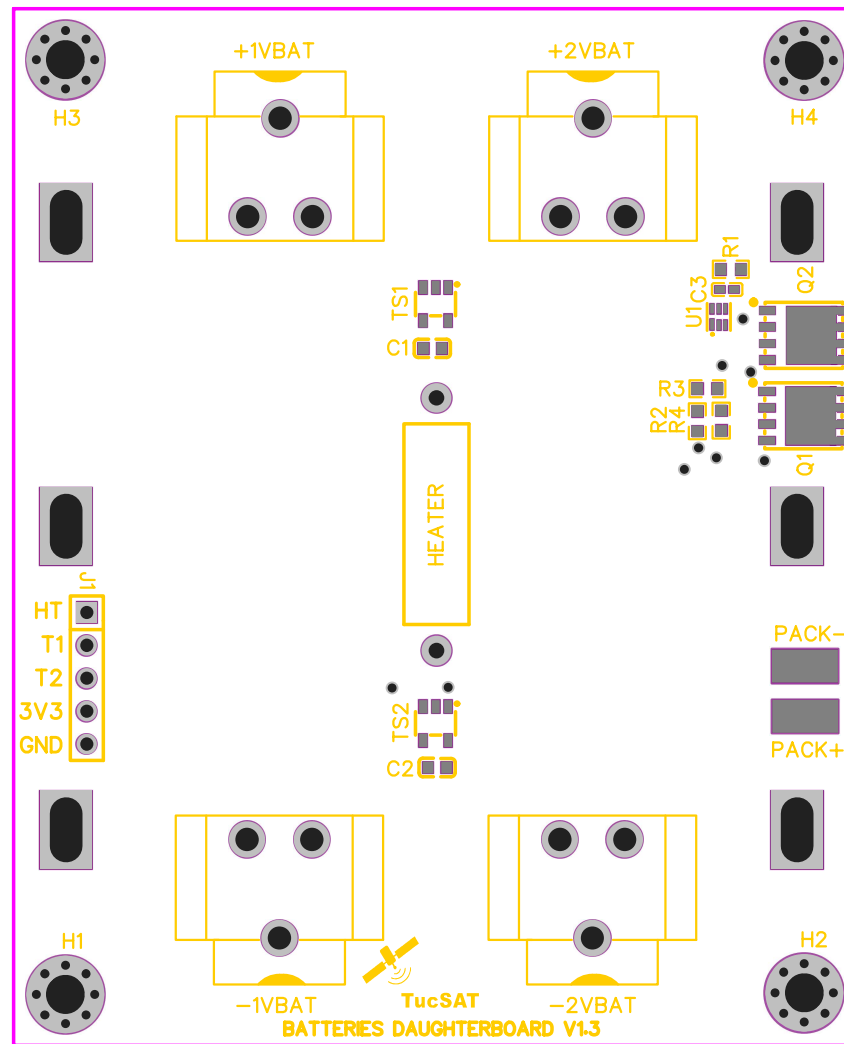 +1VBAT
+2VBAT
H3
H4
R1
C3
Q2
U1
TS1
C1
R3
R2
R4
Q1
HEATER
J1
HT
T1
T2
3V3
GND
PACK-
PACK+
TS2
C2
H1
H2
-1VBAT
TucSAT
-2VBAT
BATTERIES DAUGHTERBOARD V1.3